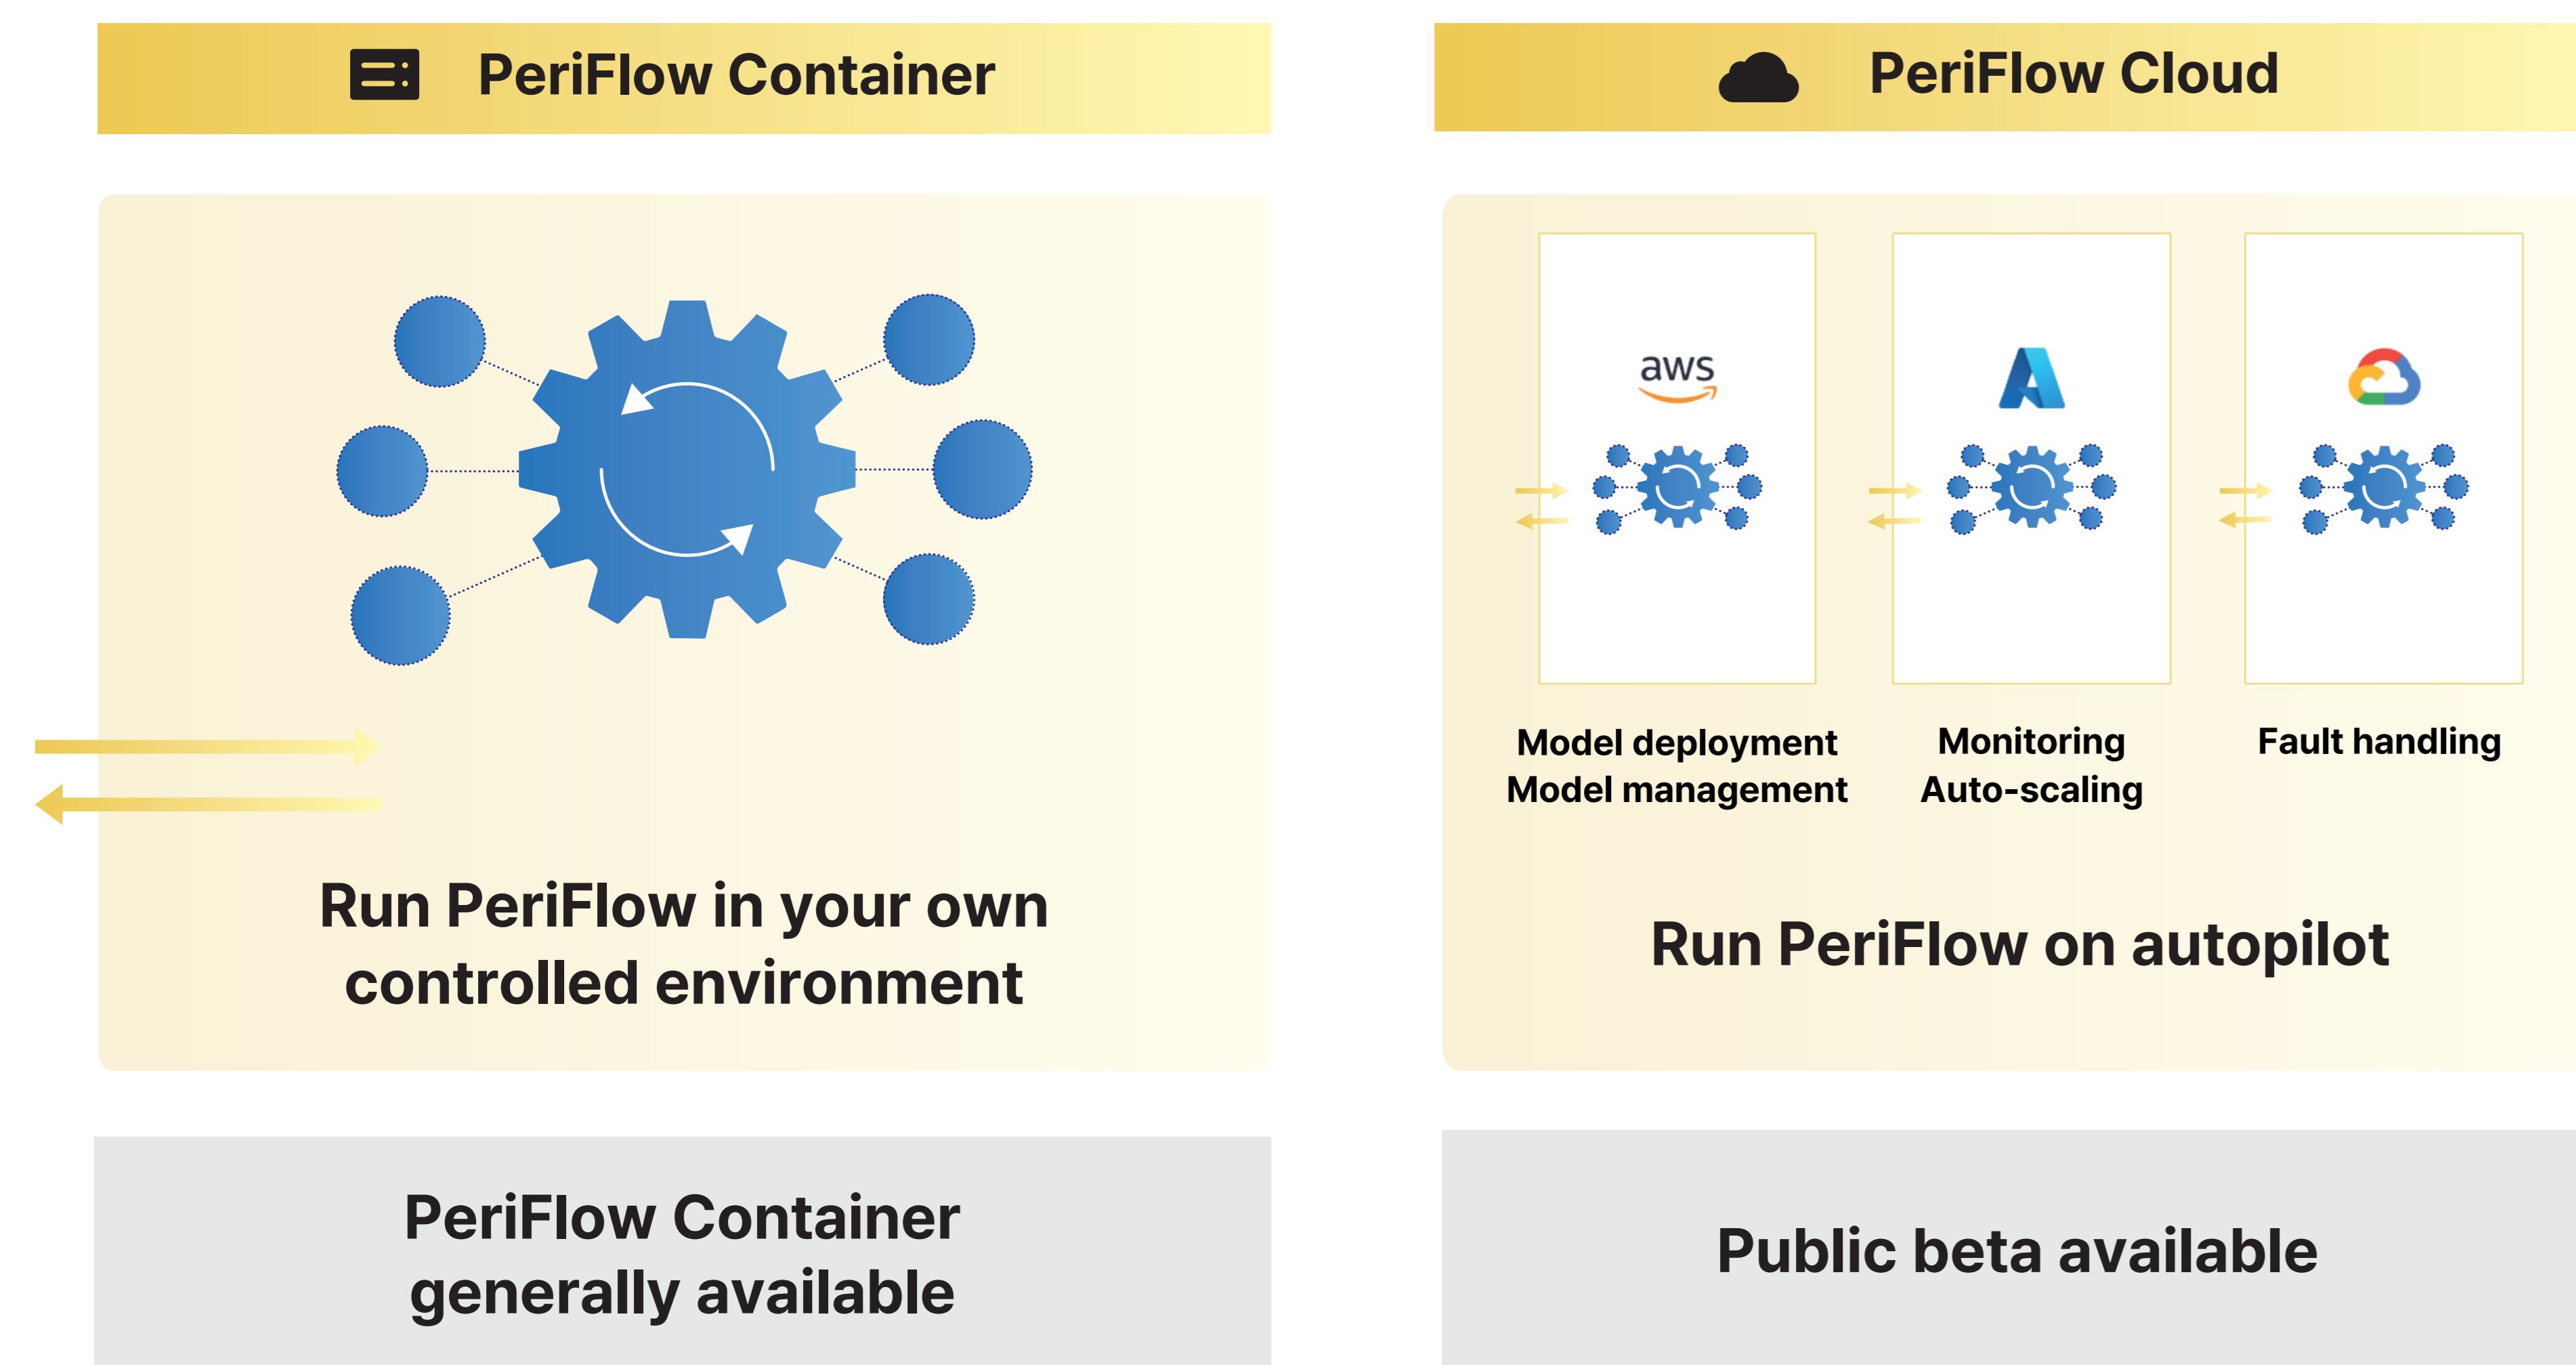 PeriFlow Container
Run PeriFlow in your own
controlled environment
PeriFlow Container
generally available
PeriFlow Cloud
aws
Model deployment
Model management
Monitoring
Auto-scaling
Fault handling
Run PeriFlow on autopilot
Public beta available